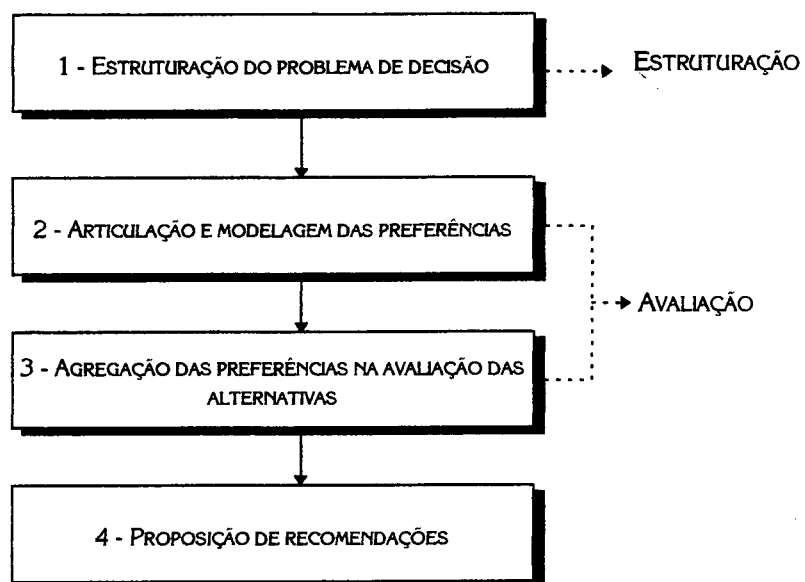 1 - ESTRUTURAÇÃO DO PROBLEMA DE DECISÃO
ESTRUTURAÇÃO
2 - ARTICULAÇÃO E MODELAGEM DAS PREFERÊNCIAS
AVALIAÇÃO
3 - AGREGAÇÃO DAS PREFERÊNCIAS NA AVALIAÇÃO DAS
ALTERNATIVAS
4 - PROPOSIÇÃO DE RECOMENDAÇÕES